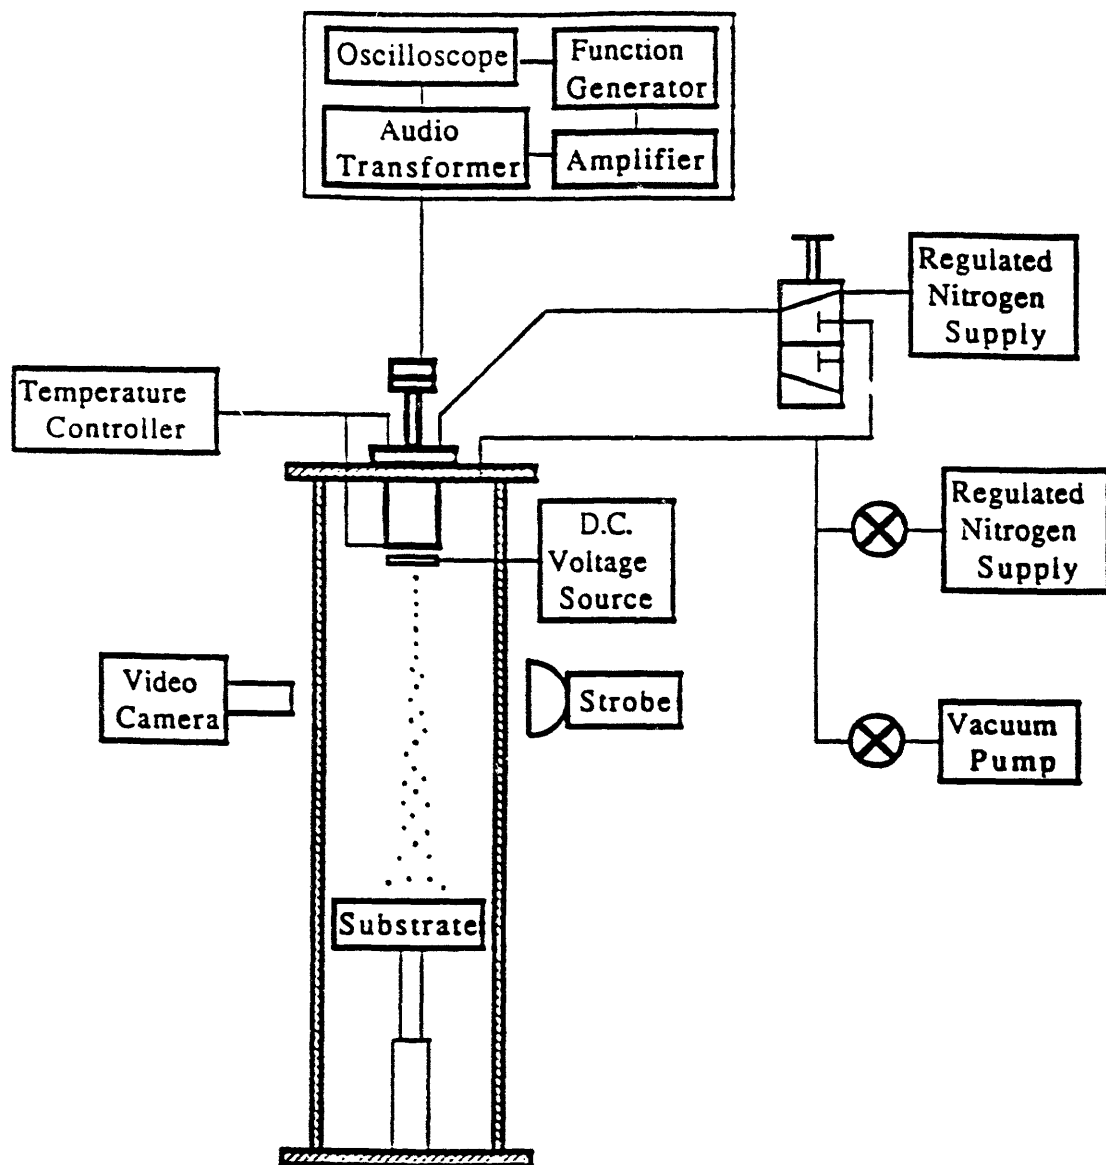 Oscilloscope
Function
Generator
Audio
Transformer
Amplifier
Regulated
Nitrogen
Supply
Temperature
Controller
D.C.
Voltage
Source
Regulated
Nitrogen
Supply
Video
Camera
Strobe
Vacuum
Pump
Substrate